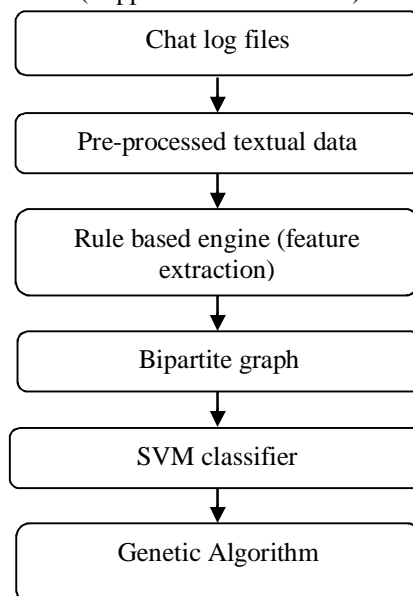 Chat log files
Pre-processed textual data
Rule based engine (feature
extraction)
Bipartite graph
SVM classifier
Genetic Algorithm